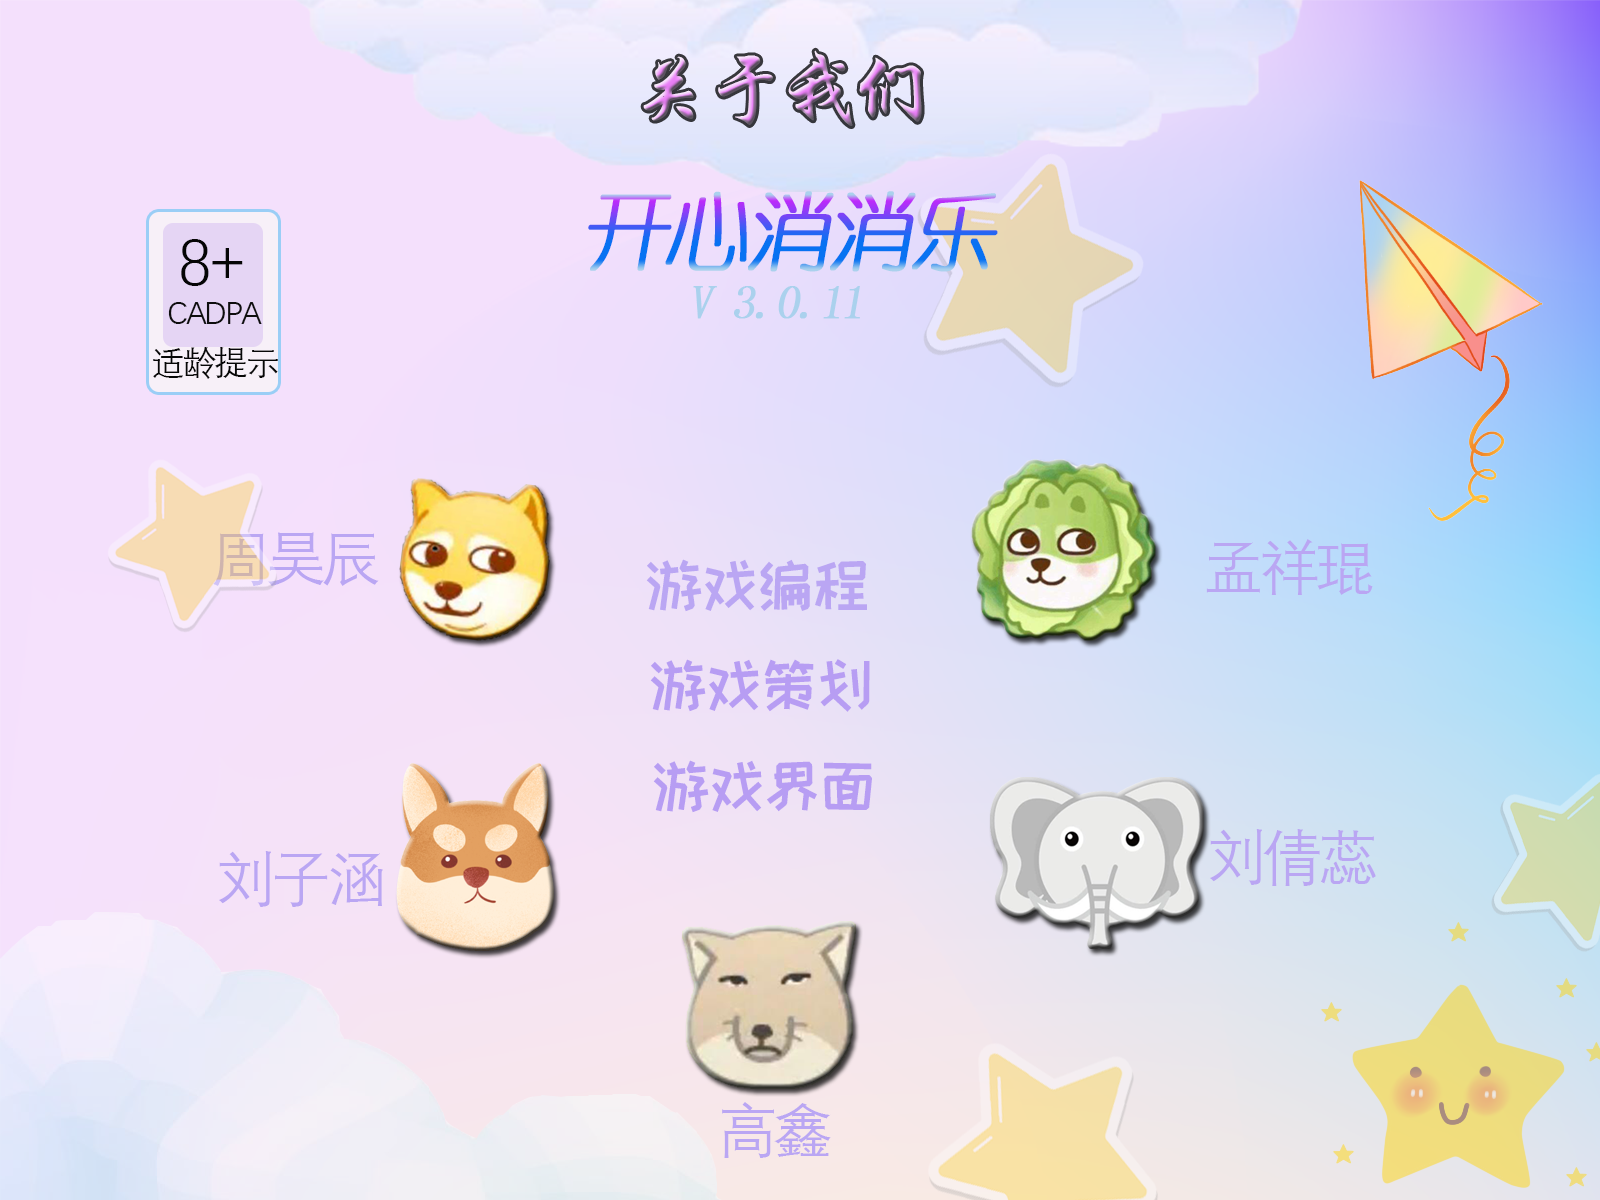 关于我们
开心消消乐
V 3.0.11
8+
CADPA
适龄提示
周昊辰
孟祥琨
游戏编程
游戏策划
游戏界面
刘子涵
刘倩蕊
高鑫